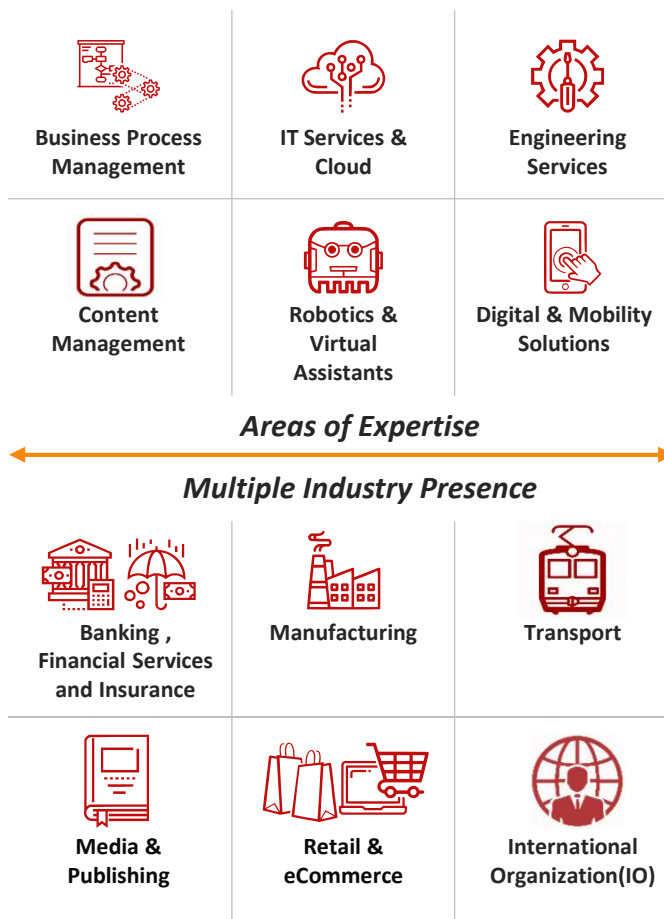 Business Process
Management
IT Services &
Cloud
Engineering
Services
Content
Management
Robotics &
Virtual
Assistants
Digital & Mobility
Solutions
Areas of Expertise
Multiple Industry Presence
Banking ,
Financial Services
and Insurance
Manufacturing
Transport
Media &
Publishing
Retail &
eCommerce
International
Organization(IO)